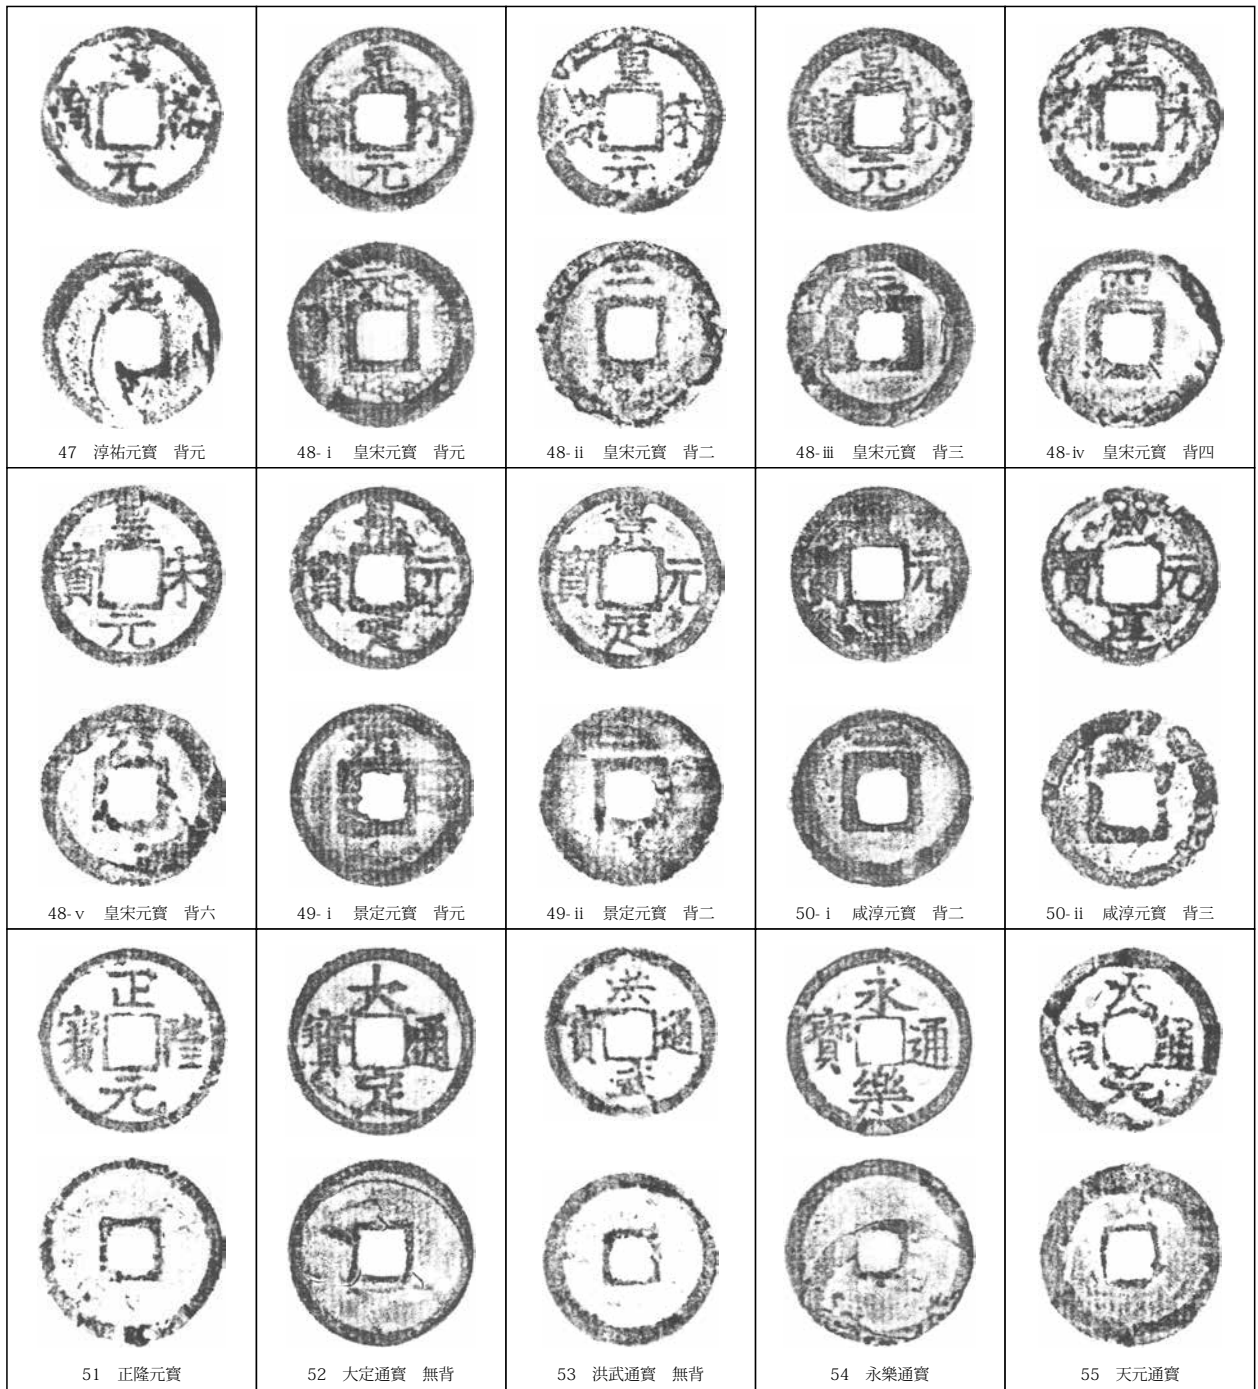 47 淳祐元寶 背元
48-ⅰ 皇宋元寶 背元
48-ⅱ 皇宋元寶 背二
48-ⅲ 皇宋元寶 背三
48-ⅳ 皇宋元寶 背四
48-ⅴ 皇宋元寶 背六
49-ⅰ 景定元寶 背元
49-ⅱ 景定元寶 背二
50-ⅰ 咸淳元寶 背二
50-ⅱ 咸淳元寶 背三
51 正隆元寶
52 大定通寶 無背
53 洪武通寶 無背
54 永樂通寶
55 天元通寶